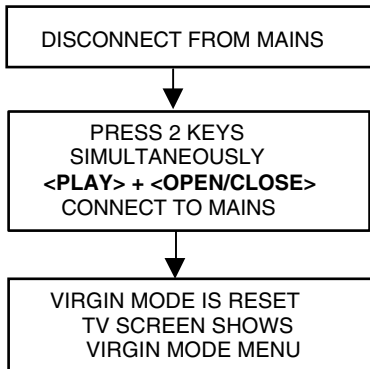 DISCONNECT FROM MAINS
PRESS 2 KEYS
SIMULTANEOUSLY
<PLAY> + <OPEN/CLOSE>
CONNECT TO MAINS
VIRGIN MODE IS RESET
TV SCREEN SHOWS
VIRGIN MODE MENU